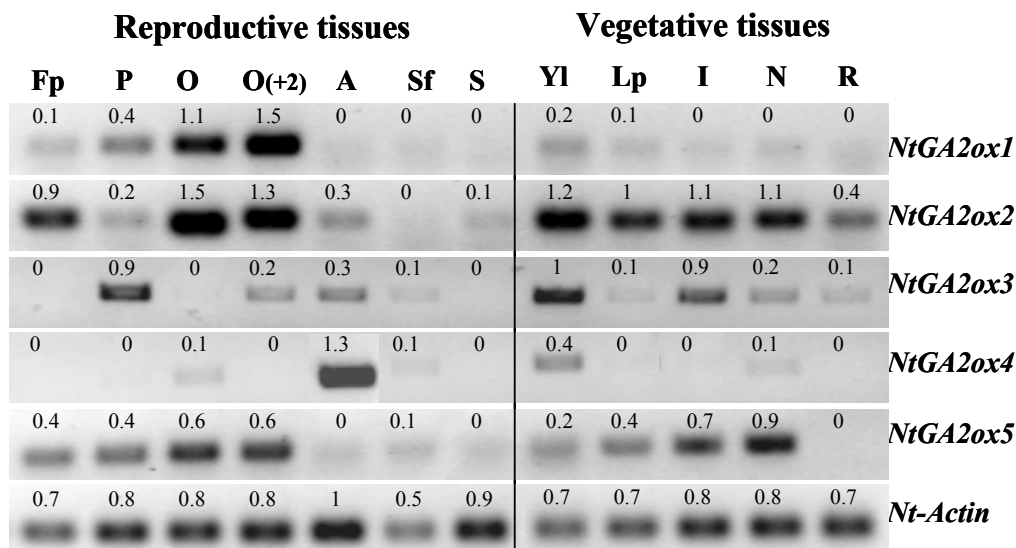 Reproductive tissues Vegetative tissues
Fp P O O(+2) A Sf S Yl Lp I N R
0.1 0.4 1.1 1.5 0 0 0 0.2 0.1 0 0 0
NtGA2ox1
0.9 0.2 1.5 1.3 0.3 0 0.1 1.2 1 1.1 1.1 0.4
NtGA2ox2
0 0.9 0 0.2 0.3 0.1 0 1 0.1 0.9 0.2 0.1
NtGA2ox3
0 0 0.1 0 1.3 0.1 0 0.4 0 0 0.1 0
NtGA2ox4
0.4 0.4 0.6 0.6 0 0.1 0 0.2 0.4 0.7 0.9 0
NtGA2ox5
0.7 0.8 0.8 0.8 1 0.5 0.9 0.7 0.7 0.8 0.8 0.7
Nt-Actin